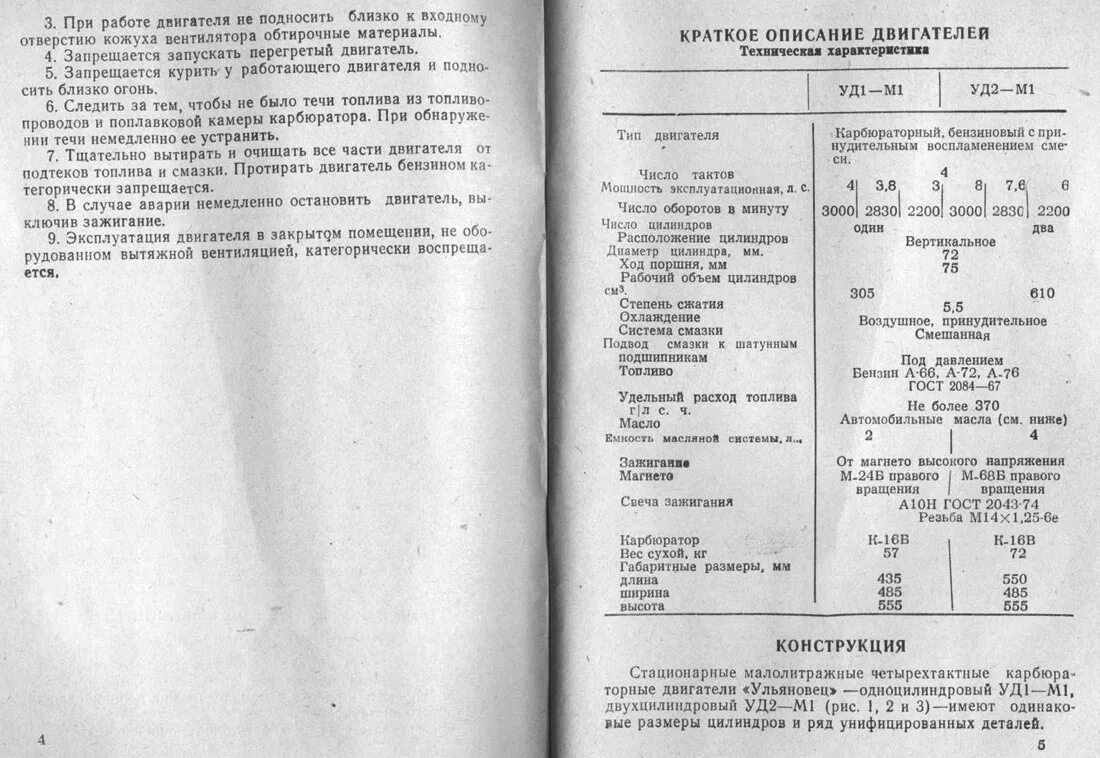 3. При работе двигателя не подносить близко к входному
отверстию кожуха вентилятора обтирочные материалы.
4. Запрещается запускать перегретый двигатель.
5. Запрещается курить у работающего двигателя и подно-
сить близко огонь.
6. Следить за тем, чтобы не было течи топлива из топливо-
проводов и поплавковой камеры карбюратора. При обнаруже-
нии течи немедленно ее устранить.
7. Тщательно вытирать и очищать все части двигателя от
подтеков топлива и смазки. Протирать двигатель бензином ка-
тегорически запрещается.
8. В случае аварии немедленно остановить двигатель, вы-
ключив зажигание.
9. Эксплуатация двигателя в закрытом помещении, не обо-
рудованном вытяжной вентиляцией, категорически воспреща-
ется.
4
КРАТКОЕ ОПИСАНИЕ ДВИГАТЕЛЕЙ
Техническая характеристика
УД1—М1 УД2—М1
Тип двигателя Карбюраторный, бензиновый с при-
нудительным воспламенением сме-
си.
Число тактов 4
Мощность эксплуатационная, л. с. 4 3,8 3 8 7,6 6
Число оборотов в минуту 3000 2830 2200 3000 2830 2200
Число цилиндров один два
Расположение цилиндров Вертикальное
Диаметр цилиндра, мм. 72
Ход поршня, мм 75
Рабочий объем цилиндров
см³. 305 610
Степень сжатия 5,5
Охлаждение Воздушное, принудительное
Система смазки Смешанная
Подвод смазки к шатунным
подшипникам Под давлением
Топливо Бензин А-66, А-72, А-76
ГОСТ 2084—67
Удельный расход топлива
г|л с. ч. Не более 370
Масло Автомобильные масла (см. ниже)
Емкость масляной системы, л... 2 4
Зажигание От магнето высокого напряжения
Магнето М-24Б правого М-68Б правого
вращения вращения
Свеча зажигания А10Н ГОСТ 2043-74
Резьба М14×1,25-6е
Карбюратор К-16Б К-16В
Вес сухой, кг 57 72
Габаритные размеры, мм
длина 435 550
ширина 485 485
высота 555 555
КОНСТРУКЦИЯ
Стационарные малолитражные четырехтактные карбюра-
торные двигатели «Ульяновец» —одноцилиндровый УД1—М1,
двухцилиндровый УД2—М1 (рис. 1, 2 и 3)—имеют одинако-
вые размеры цилиндров и ряд унифицированных деталей.
5